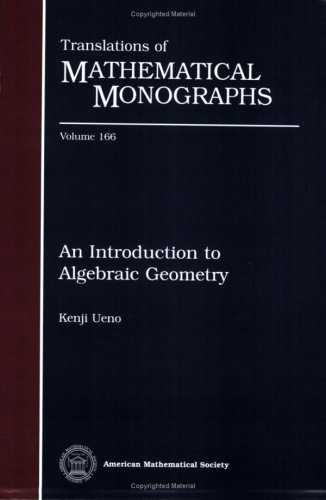 Copyrighted Material
Translations of
MATHEMATICAL
MONOGRAPHS
Volume 166
An Introduction to
Algebraic Geometry
Kenji Ueno
American Mathematical Society
Copyrighted Material